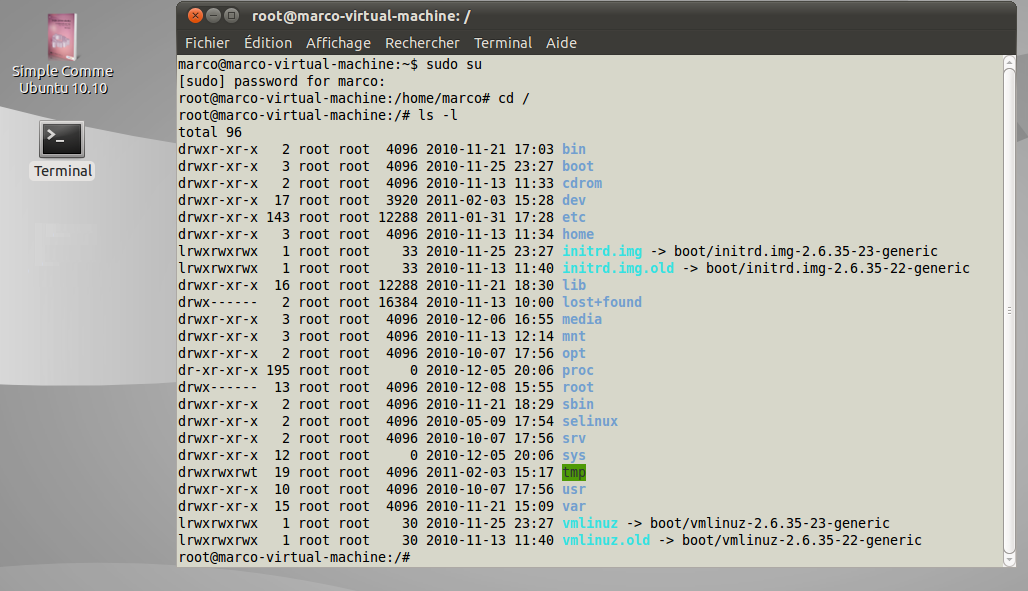 Simple Comme
Ubuntu 10.10
Terminal
root@marco-virtual-machine: /
Fichier Édition Affichage Rechercher Terminal Aide
marco@marco-virtual-machine:~$ sudo su
[sudo] password for marco:
root@marco-virtual-machine:/home/marco# cd /
root@marco-virtual-machine:/# ls -l
total 96
drwxr-xr-x   2 root root  4096 2010-11-21 17:03 bin
drwxr-xr-x   3 root root  4096 2010-11-25 23:27 boot
drwxr-xr-x   2 root root  4096 2010-11-13 11:33 cdrom
drwxr-xr-x  17 root root  3920 2011-02-03 15:28 dev
drwxr-xr-x 143 root root 12288 2011-01-31 17:28 etc
drwxr-xr-x   3 root root  4096 2010-11-13 11:34 home
lrwxrwxrwx   1 root root    33 2010-11-25 23:27 initrd.img -> boot/initrd.img-2.6.35-23-generic
lrwxrwxrwx   1 root root    33 2010-11-13 11:40 initrd.img.old -> boot/initrd.img-2.6.35-22-generic
drwxr-xr-x  16 root root 12288 2010-11-21 18:30 lib
drwx------   2 root root 16384 2010-11-13 10:00 lost+found
drwxr-xr-x   3 root root  4096 2010-12-06 16:55 media
drwxr-xr-x   3 root root  4096 2010-11-13 12:14 mnt
drwxr-xr-x   2 root root  4096 2010-10-07 17:56 opt
dr-xr-xr-x 195 root root     0 2010-12-05 20:06 proc
drwx------  13 root root  4096 2010-12-08 15:55 root
drwxr-xr-x   2 root root  4096 2010-11-21 18:29 sbin
drwxr-xr-x   2 root root  4096 2010-05-09 17:54 selinux
drwxr-xr-x   2 root root  4096 2010-10-07 17:56 srv
drwxr-xr-x  12 root root     0 2010-12-05 20:06 sys
drwxrwxrwt  19 root root  4096 2011-02-03 15:17 tmp
drwxr-xr-x  10 root root  4096 2010-10-07 17:56 usr
drwxr-xr-x  15 root root  4096 2010-11-21 15:09 var
lrwxrwxrwx   1 root root    30 2010-11-25 23:27 vmlinuz -> boot/vmlinuz-2.6.35-23-generic
lrwxrwxrwx   1 root root    30 2010-11-13 11:40 vmlinuz.old -> boot/vmlinuz-2.6.35-22-generic
root@marco-virtual-machine:/#